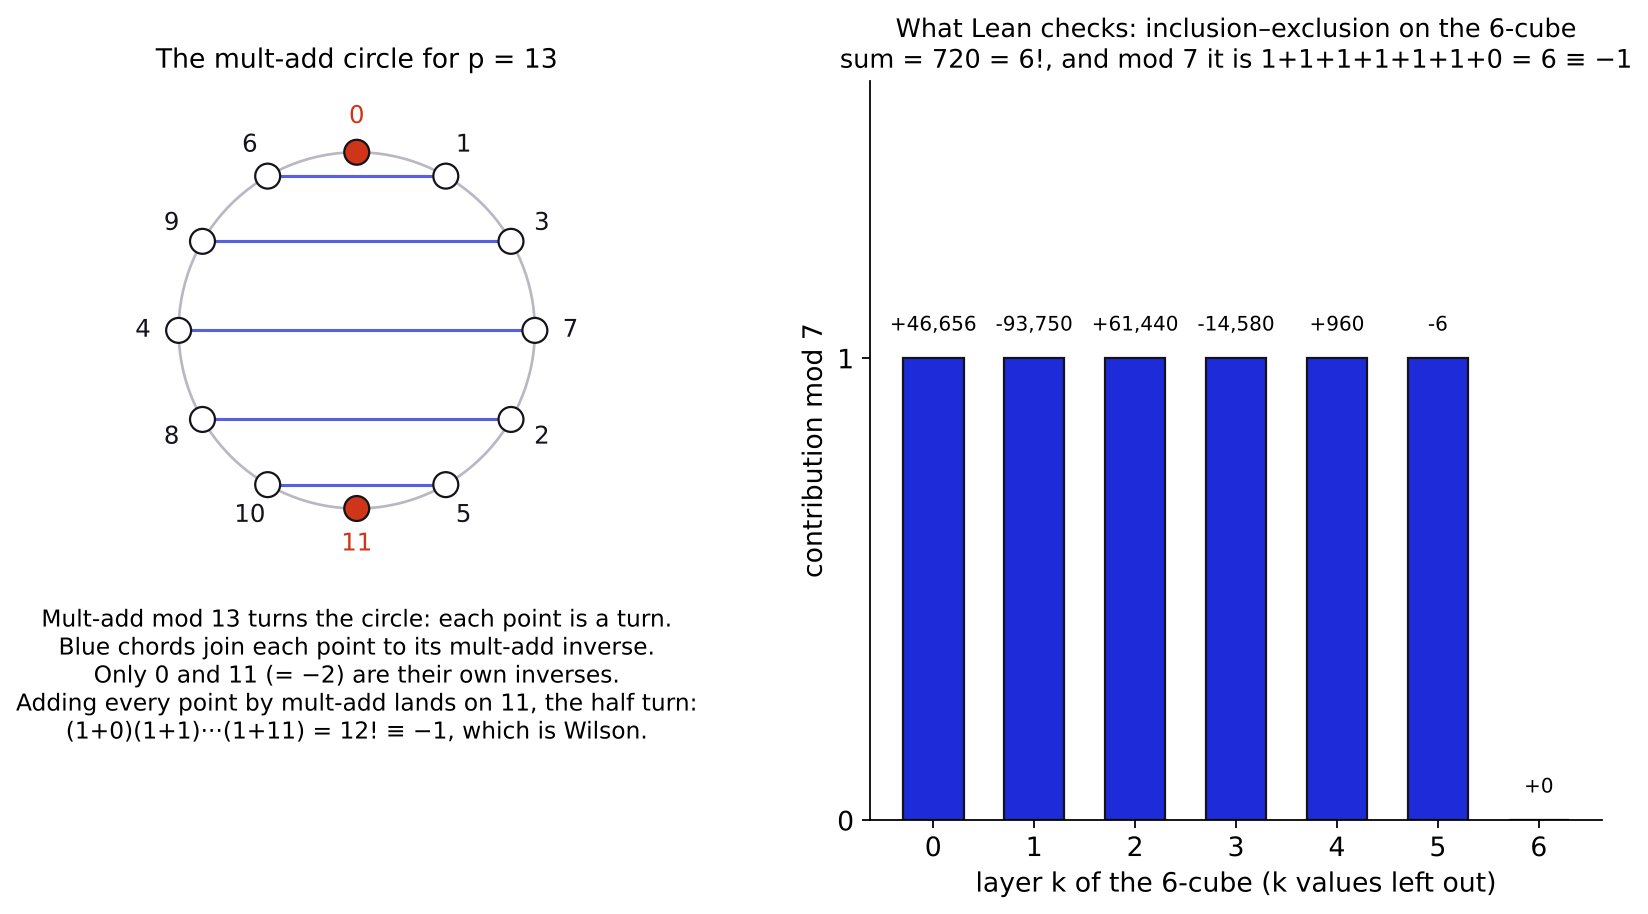 The mult-add circle for p = 13
0
6
1
9
3
4
7
8
2
10
5
11
Mult-add mod 13 turns the circle: each point is a turn.
Blue chords join each point to its mult-add inverse.
Only 0 and 11 (= −2) are their own inverses.
Adding every point by mult-add lands on 11, the half turn:
(1+0)(1+1)⋯(1+11) = 12! ≡ −1, which is Wilson.
What Lean checks: inclusion–exclusion on the 6-cube
sum = 720 = 6!, and mod 7 it is 1+1+1+1+1+1+0 = 6 ≡ −1
contribution mod 7
1
0
+46,656
-93,750
+61,440
-14,580
+960
-6
+0
0
1
2
3
4
5
6
layer k of the 6-cube (k values left out)